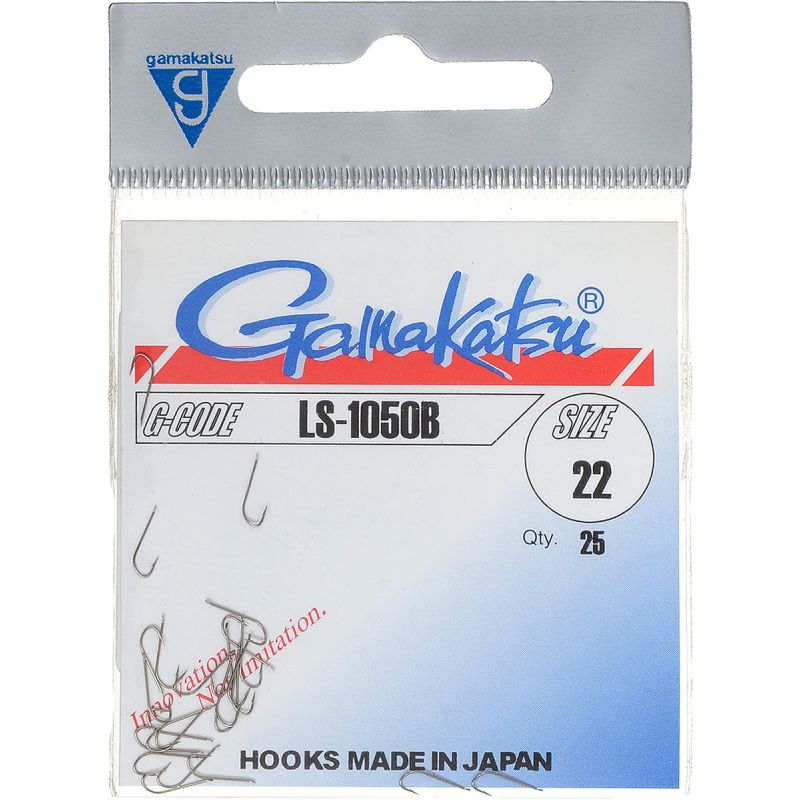 gamakatsu
g
Gamakatsu®
G-CODE LS-1050B
SIZE
22
Qty. 25
Innovation.
Not Imitation.
HOOKS MADE IN JAPAN